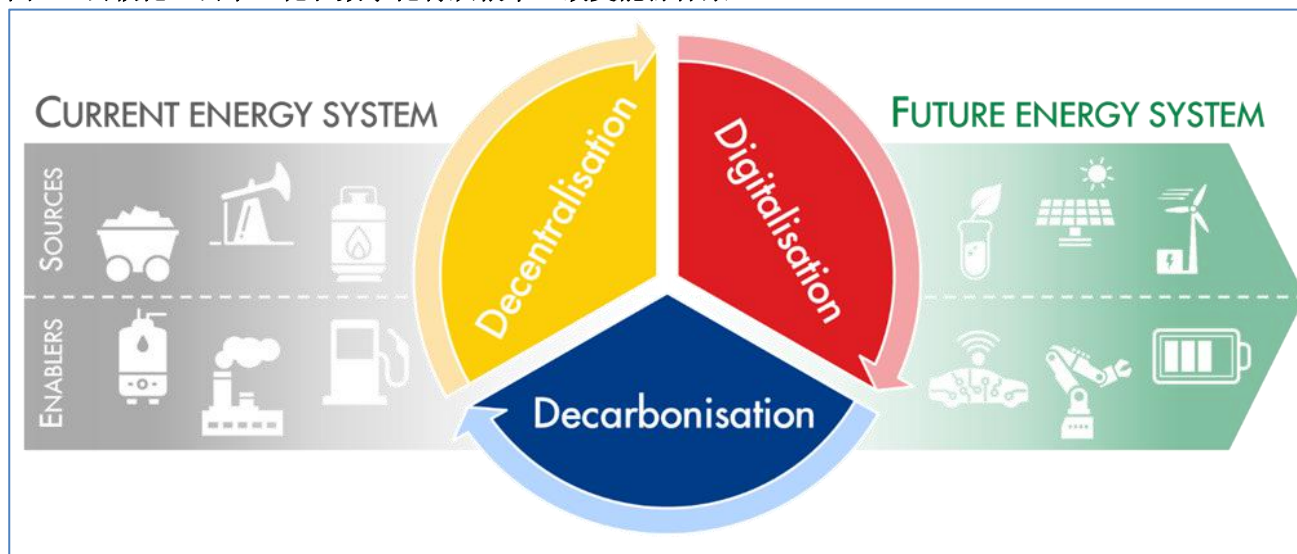 CURRENT ENERGY SYSTEM
FUTURE ENERGY SYSTEM
SOURCES
ENABLERS
Decentralisation
Digitalisation
Decarbonisation